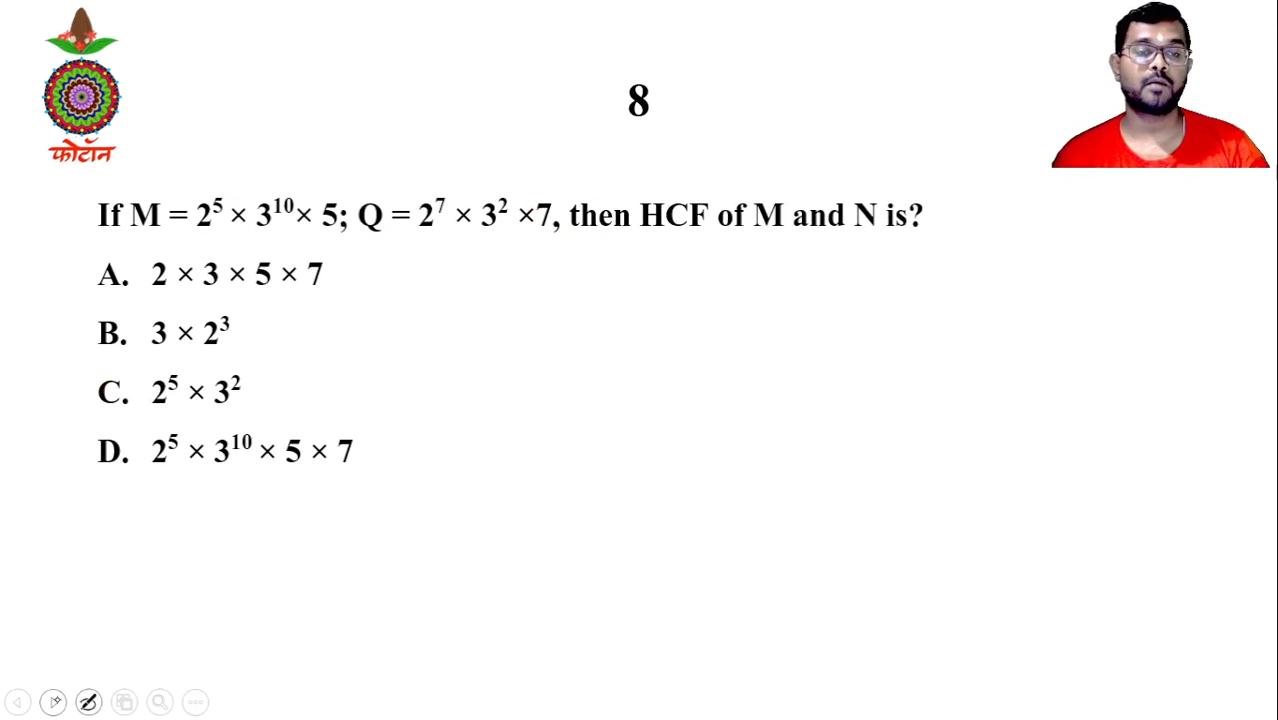 फोटॉन
8
If M = 2⁵ × 3¹⁰× 5; Q = 2⁷ × 3² ×7, then HCF of M and N is?
A. 2 × 3 × 5 × 7
B. 3 × 2³
C. 2⁵ × 3²
D. 2⁵ × 3¹⁰ × 5 × 7